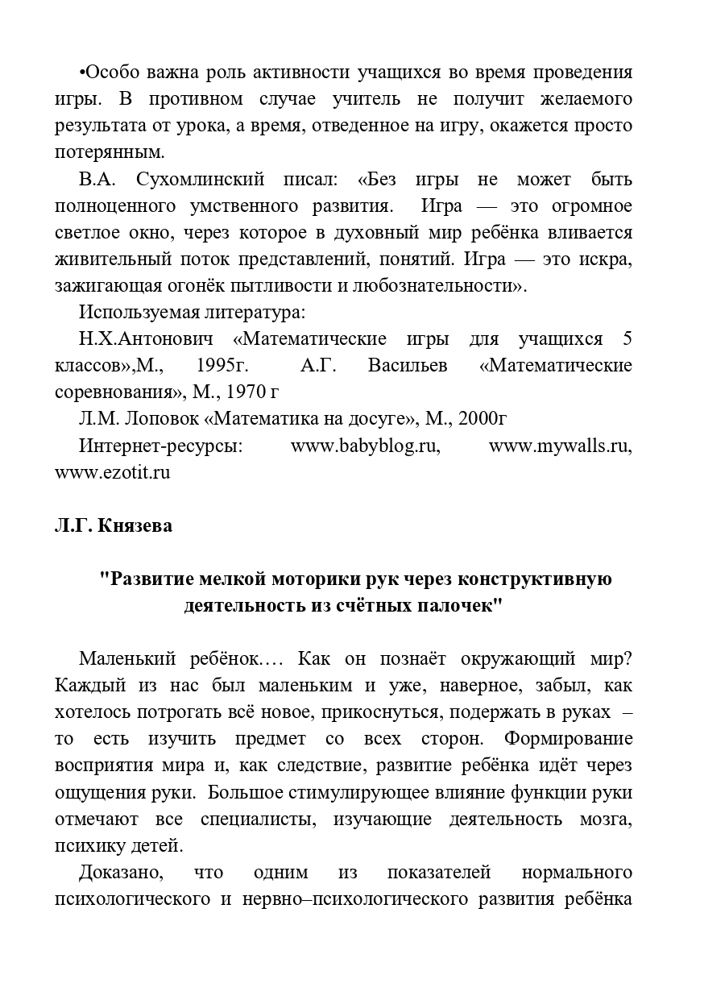 •Особо важна роль активности учащихся во время проведения
игры. В противном случае учитель не получит желаемого
результата от урока, а время, отведенное на игру, окажется просто
потерянным.
В.А. Сухомлинский писал: «Без игры не может быть
полноценного умственного развития. Игра — это огромное
светлое окно, через которое в духовный мир ребёнка вливается
живительный поток представлений, понятий. Игра — это искра,
зажигающая огонёк пытливости и любознательности».
Используемая литература:
Н.Х.Антонович «Математические игры для учащихся 5
классов»,М., 1995г. А.Г. Васильев «Математические
соревнования», М., 1970 г
Л.М. Лоповок «Математика на досуге», М., 2000г
Интернет-ресурсы: www.babyblog.ru, www.mywalls.ru,
www.ezotit.ru
Л.Г. Князева
"Развитие мелкой моторики рук через конструктивную
деятельность из счётных палочек"
Маленький ребёнок.… Как он познаёт окружающий мир?
Каждый из нас был маленьким и уже, наверное, забыл, как
хотелось потрогать всё новое, прикоснуться, подержать в руках –
то есть изучить предмет со всех сторон. Формирование
восприятия мира и, как следствие, развитие ребёнка идёт через
ощущения руки. Большое стимулирующее влияние функции руки
отмечают все специалисты, изучающие деятельность мозга,
психику детей.
Доказано, что одним из показателей нормального
психологического и нервно–психологического развития ребёнка